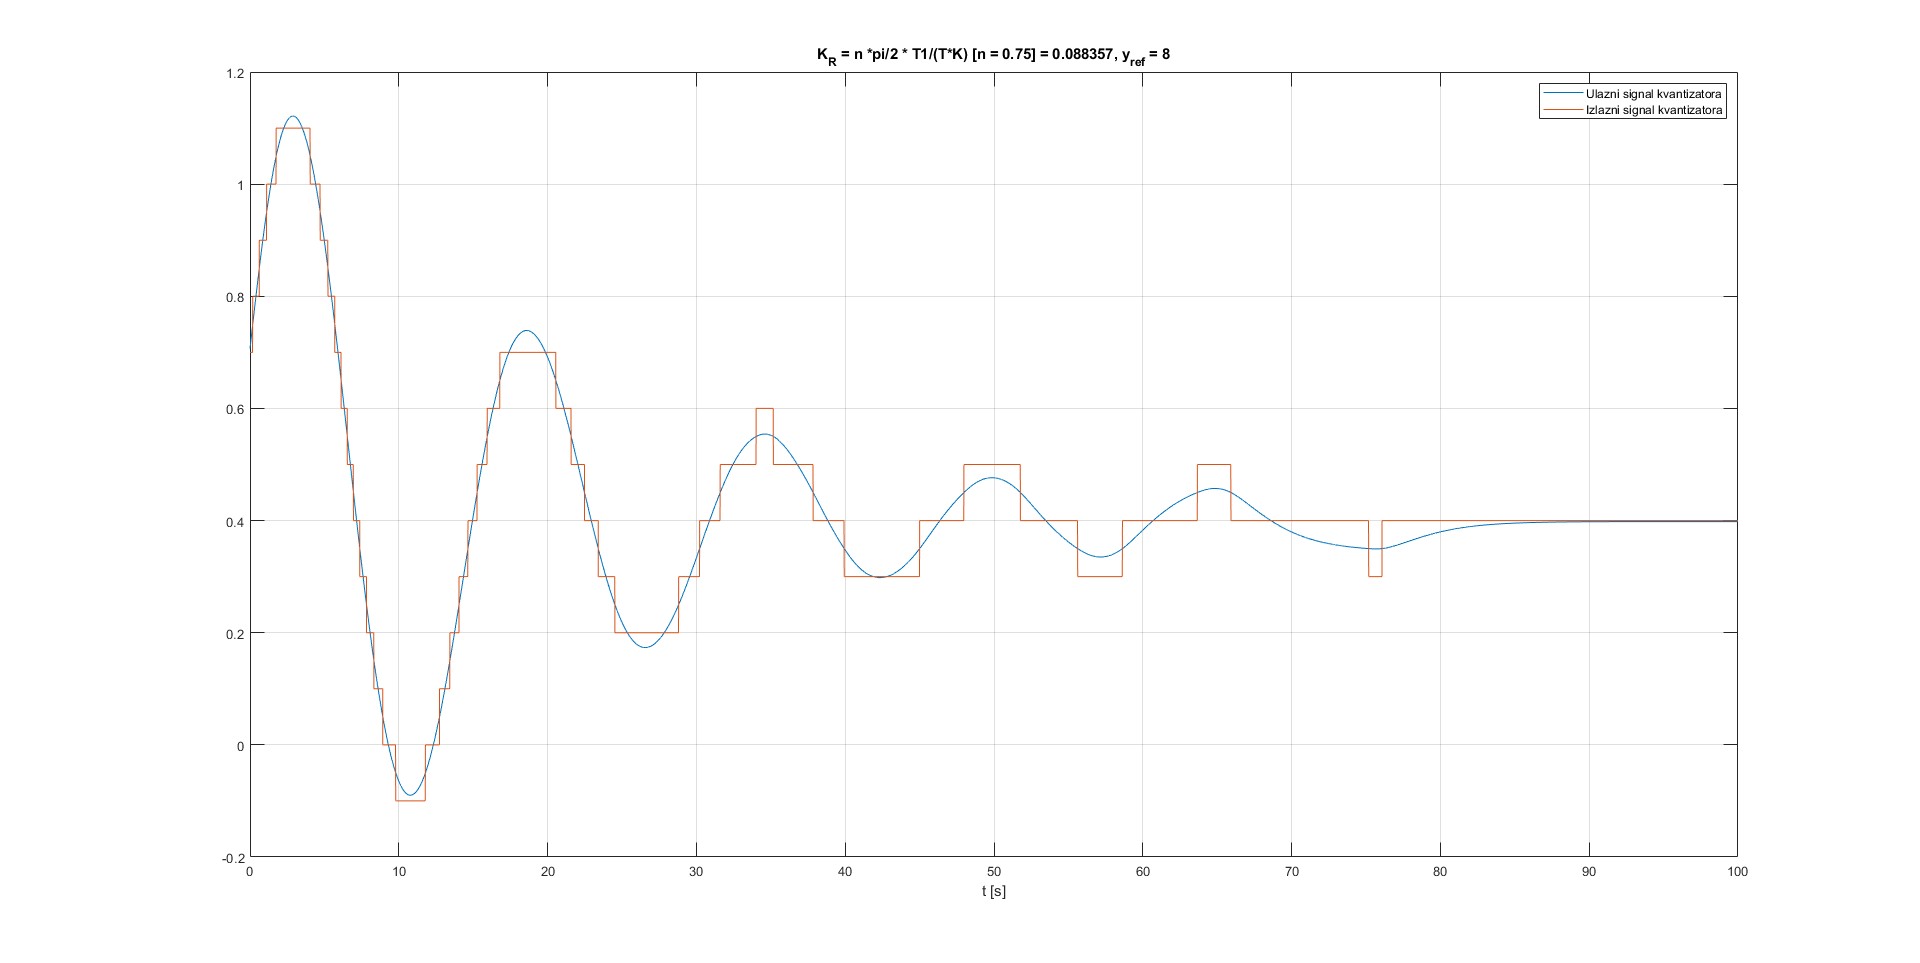 K_R = n *pi/2 * T1/(T*K) [n = 0.75] = 0.088357, y_ref = 8
Ulazni signal kvantizatora
Izlazni signal kvantizatora
1.2
1
0.8
0.6
0.4
0.2
0
-0.2
0 10 20 30 40 50 60 70 80 90 100
t [s]